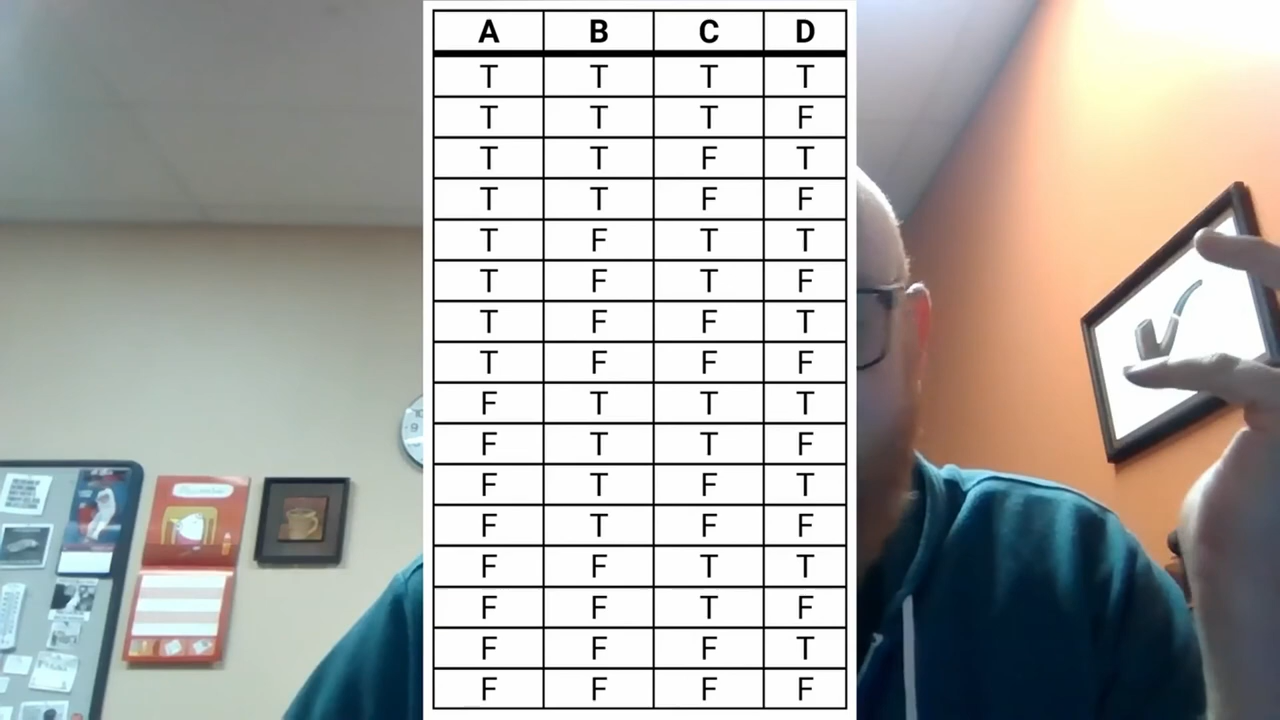 A B C D
T T T T
T T T F
T T F T
T T F F
T F T T
T F T F
T F F T
T F F F
F T T T
F T T F
F T F T
F T F F
F F T T
F F T F
F F F T
F F F F